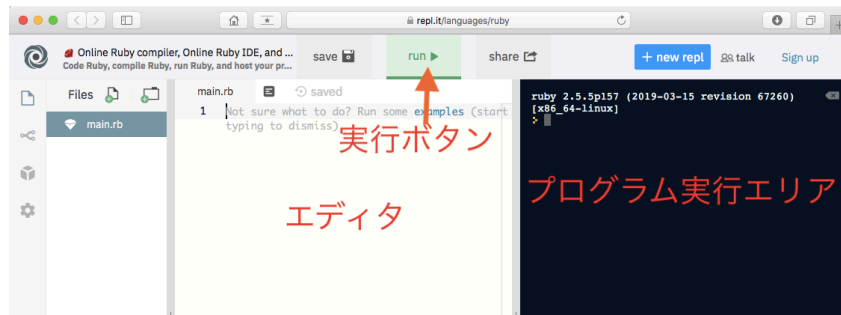 repl.it/languages/ruby
Online Ruby compiler, Online Ruby IDE, and ...
Code Ruby, compile Ruby, run Ruby, and host your pr...
save
run
share
+ new repl
talk
Sign up
Files
main.rb
main.rb
saved
1 Not sure what to do? Run some examples (start
typing to dismiss)
実行ボタン
エディタ
ruby 2.5.5p157 (2019-03-15 revision 67260)
[x86_64-linux]
プログラム実行エリア